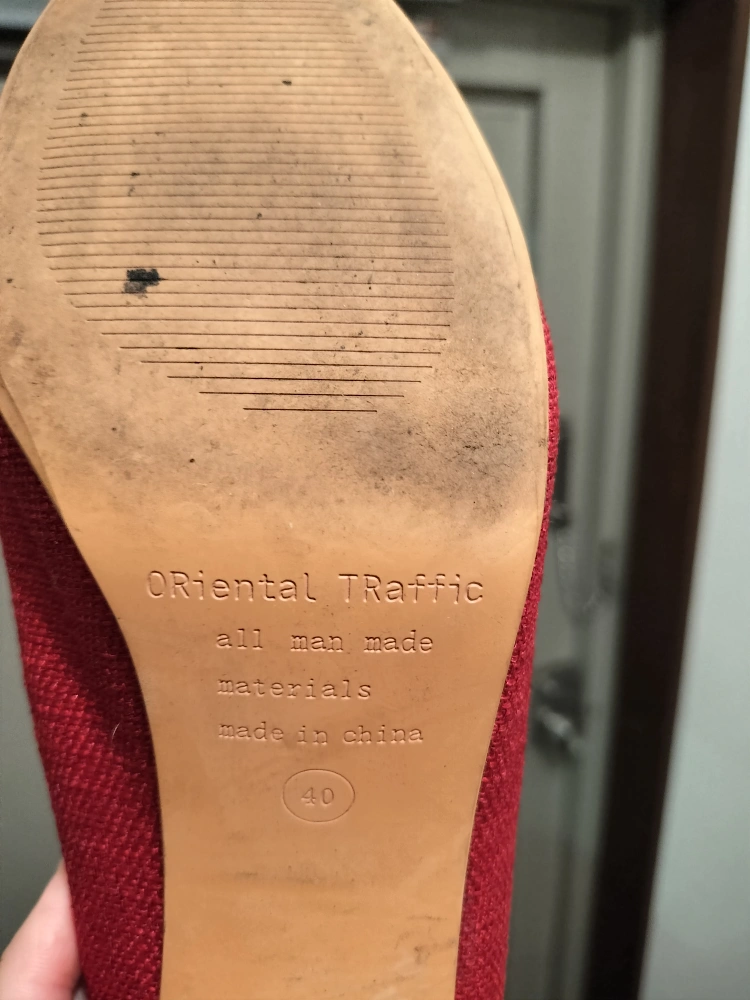 ORiental TRaffic
all man made
materials
made in china
40